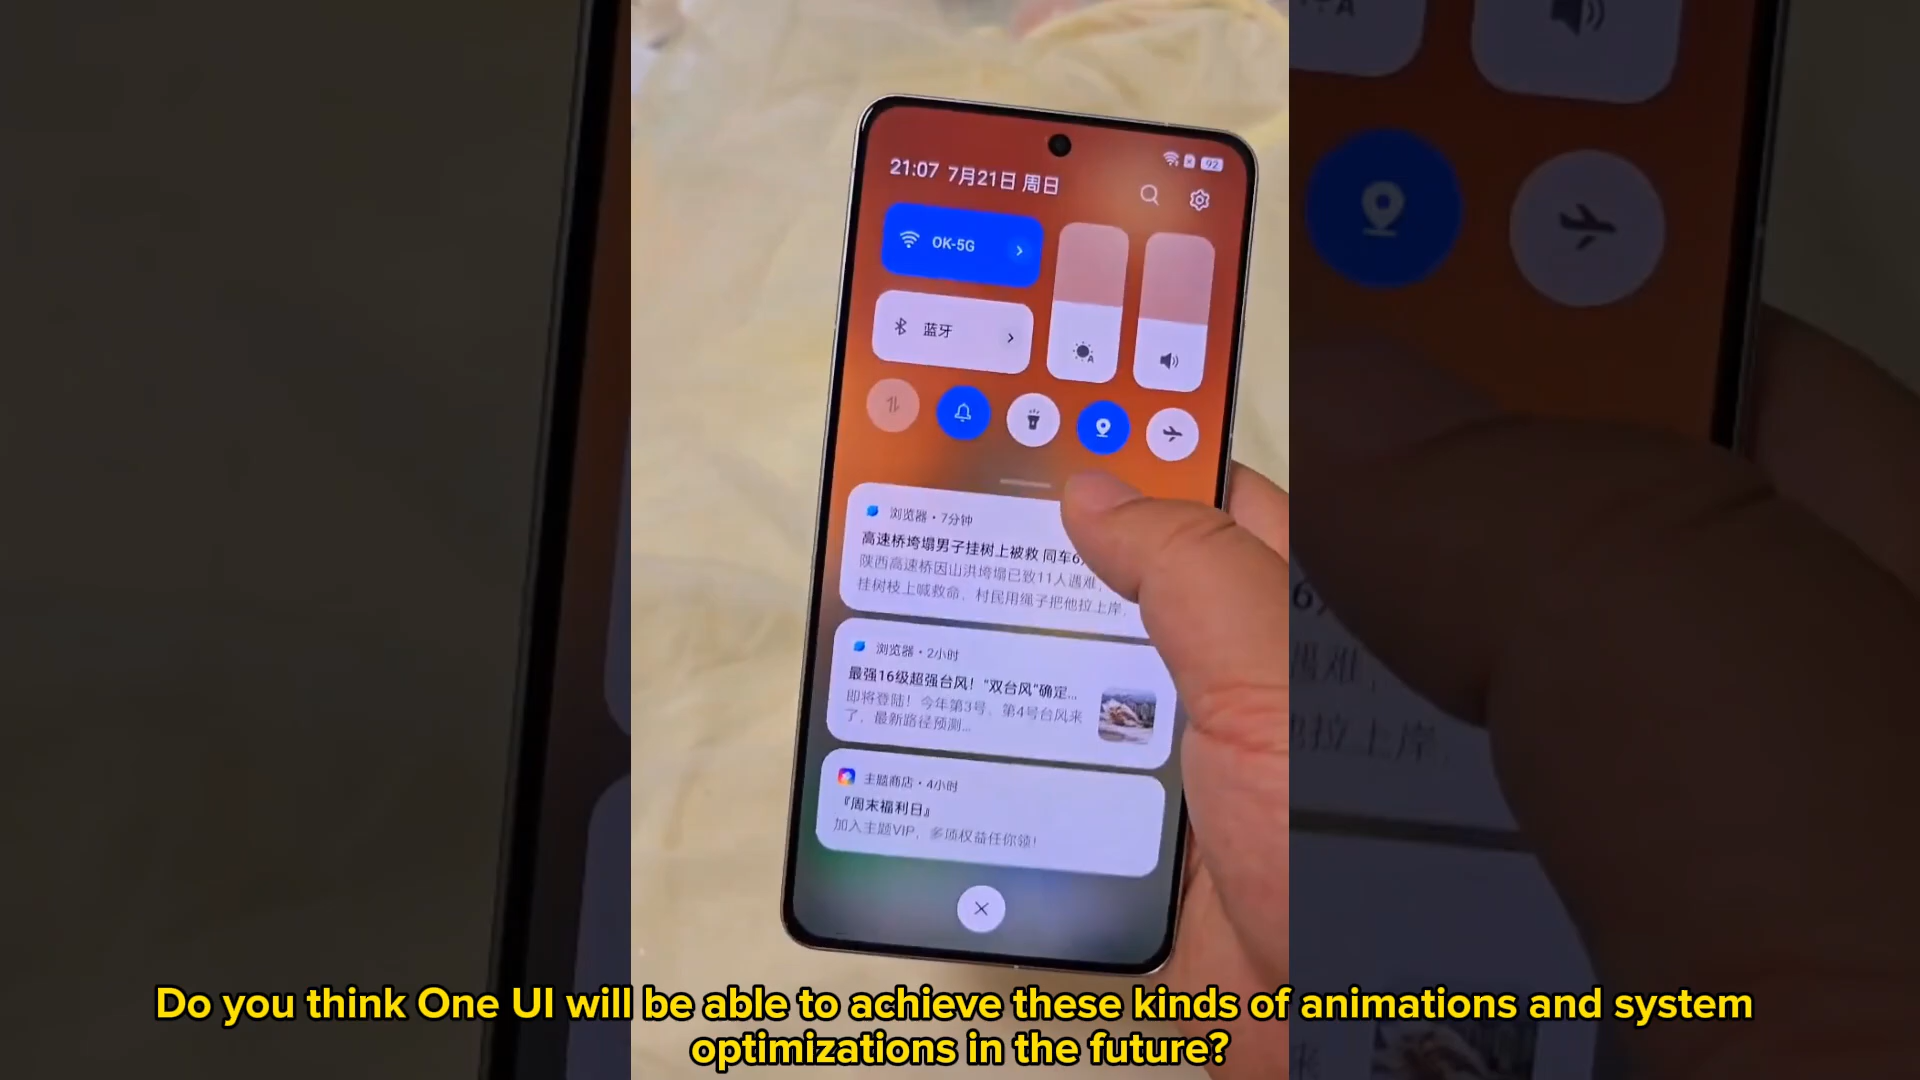 21:07 7月21日 周日
92
OK-5G
蓝牙
浏览器・7分钟
高速桥垮塌男子挂树上被救 同车6
陕西高速桥因山洪垮塌已致11人遇难,
挂树枝上喊救命、村民用绳子把他拉上岸.
浏览器・2小时
最强16级超强台风！“双台风”确定...
即将登陆！今年第3号、第4号台风来
了，最新路径预测...
主题商店・4小时
『周末福利日』
加入主题VIP，多项权益任你领！
遇难,
拉上岸.
Do you think One UI will be able to achieve these kinds of animations and system
optimizations in the future?